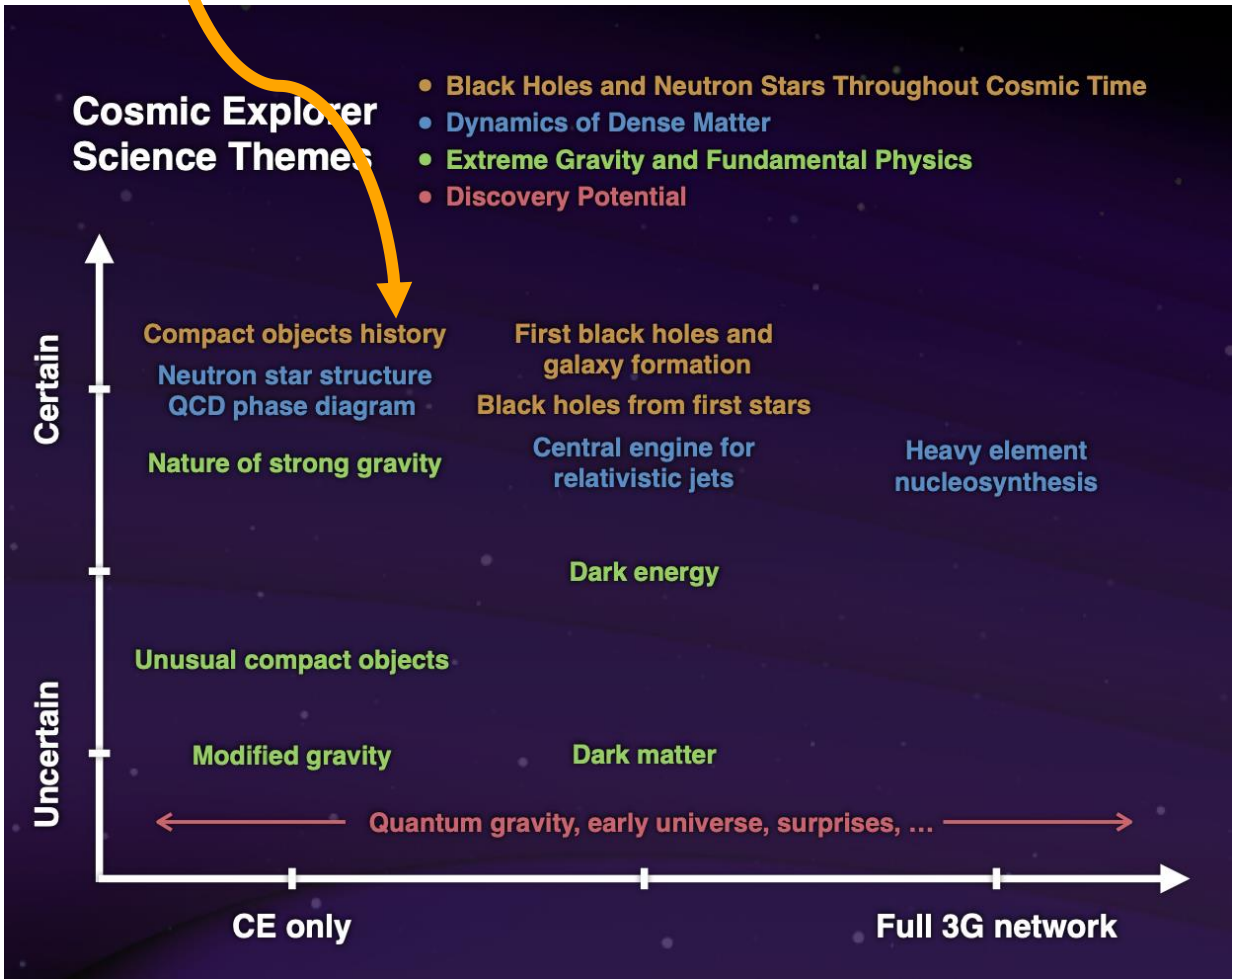 Cosmic Explorer
Science Themes
• Black Holes and Neutron Stars Throughout Cosmic Time
• Dynamics of Dense Matter
• Extreme Gravity and Fundamental Physics
• Discovery Potential
Certain
Uncertain
Compact objects history
Neutron star structure
QCD phase diagram
Nature of strong gravity
First black holes and
galaxy formation
Black holes from first stars
Central engine for
relativistic jets
Heavy element
nucleosynthesis
Dark energy
Unusual compact objects
Modified gravity
Dark matter
Quantum gravity, early universe, surprises, ...
CE only
Full 3G network